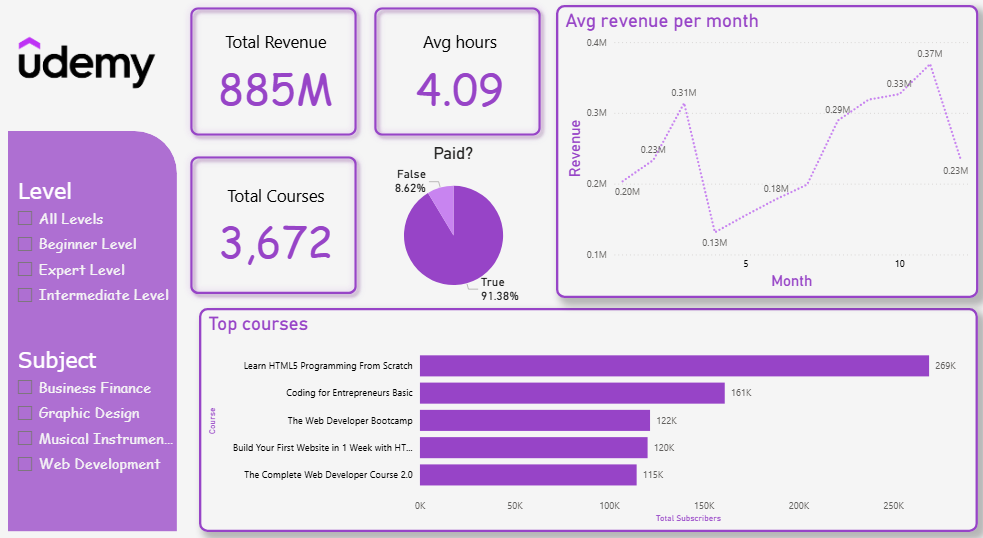 udemy
Total Revenue
885M
Avg hours
4.09
Total Courses
3,672
Paid?
False
8.62%
True
91.38%
Avg revenue per month
Revenue
0.4M
0.3M
0.2M
0.1M
0.20M
0.23M
0.31M
0.13M
0.18M
0.29M
0.33M
0.37M
0.23M
5
10
Month
Level
All Levels
Beginner Level
Expert Level
Intermediate Level
Subject
Business Finance
Graphic Design
Musical Instrumen...
Web Development
Top courses
Course
Learn HTML5 Programming From Scratch
269K
Coding for Entrepreneurs Basic
161K
The Web Developer Bootcamp
122K
Build Your First Website in 1 Week with HT...
120K
The Complete Web Developer Course 2.0
115K
0K
50K
100K
150K
200K
250K
Total Subscribers